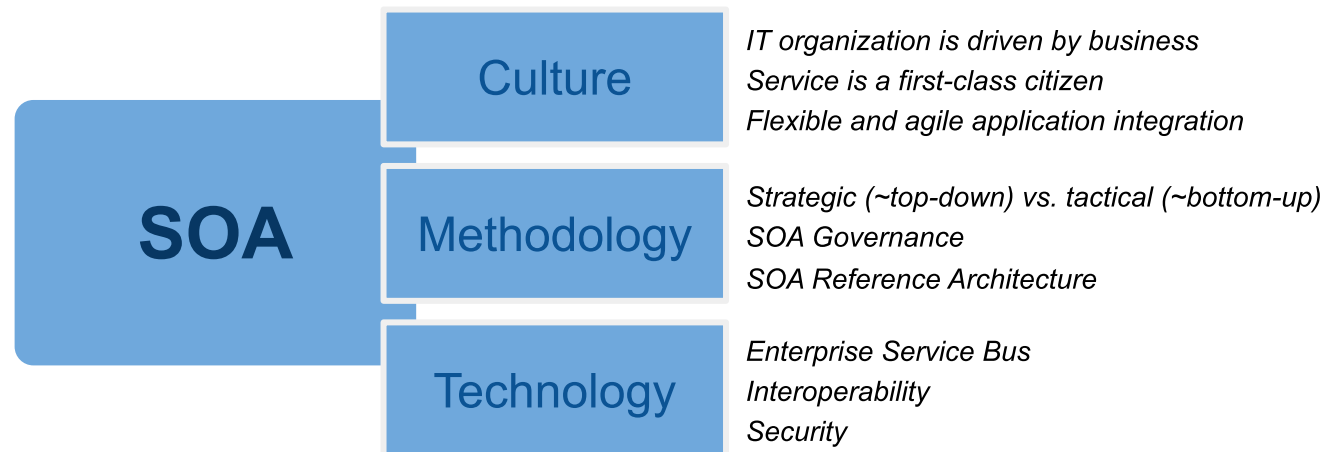 SOA
Culture
IT organization is driven by business
Service is a first-class citizen
Flexible and agile application integration
Methodology
Strategic (~top-down) vs. tactical (~bottom-up)
SOA Governance
SOA Reference Architecture
Technology
Enterprise Service Bus
Interoperability
Security